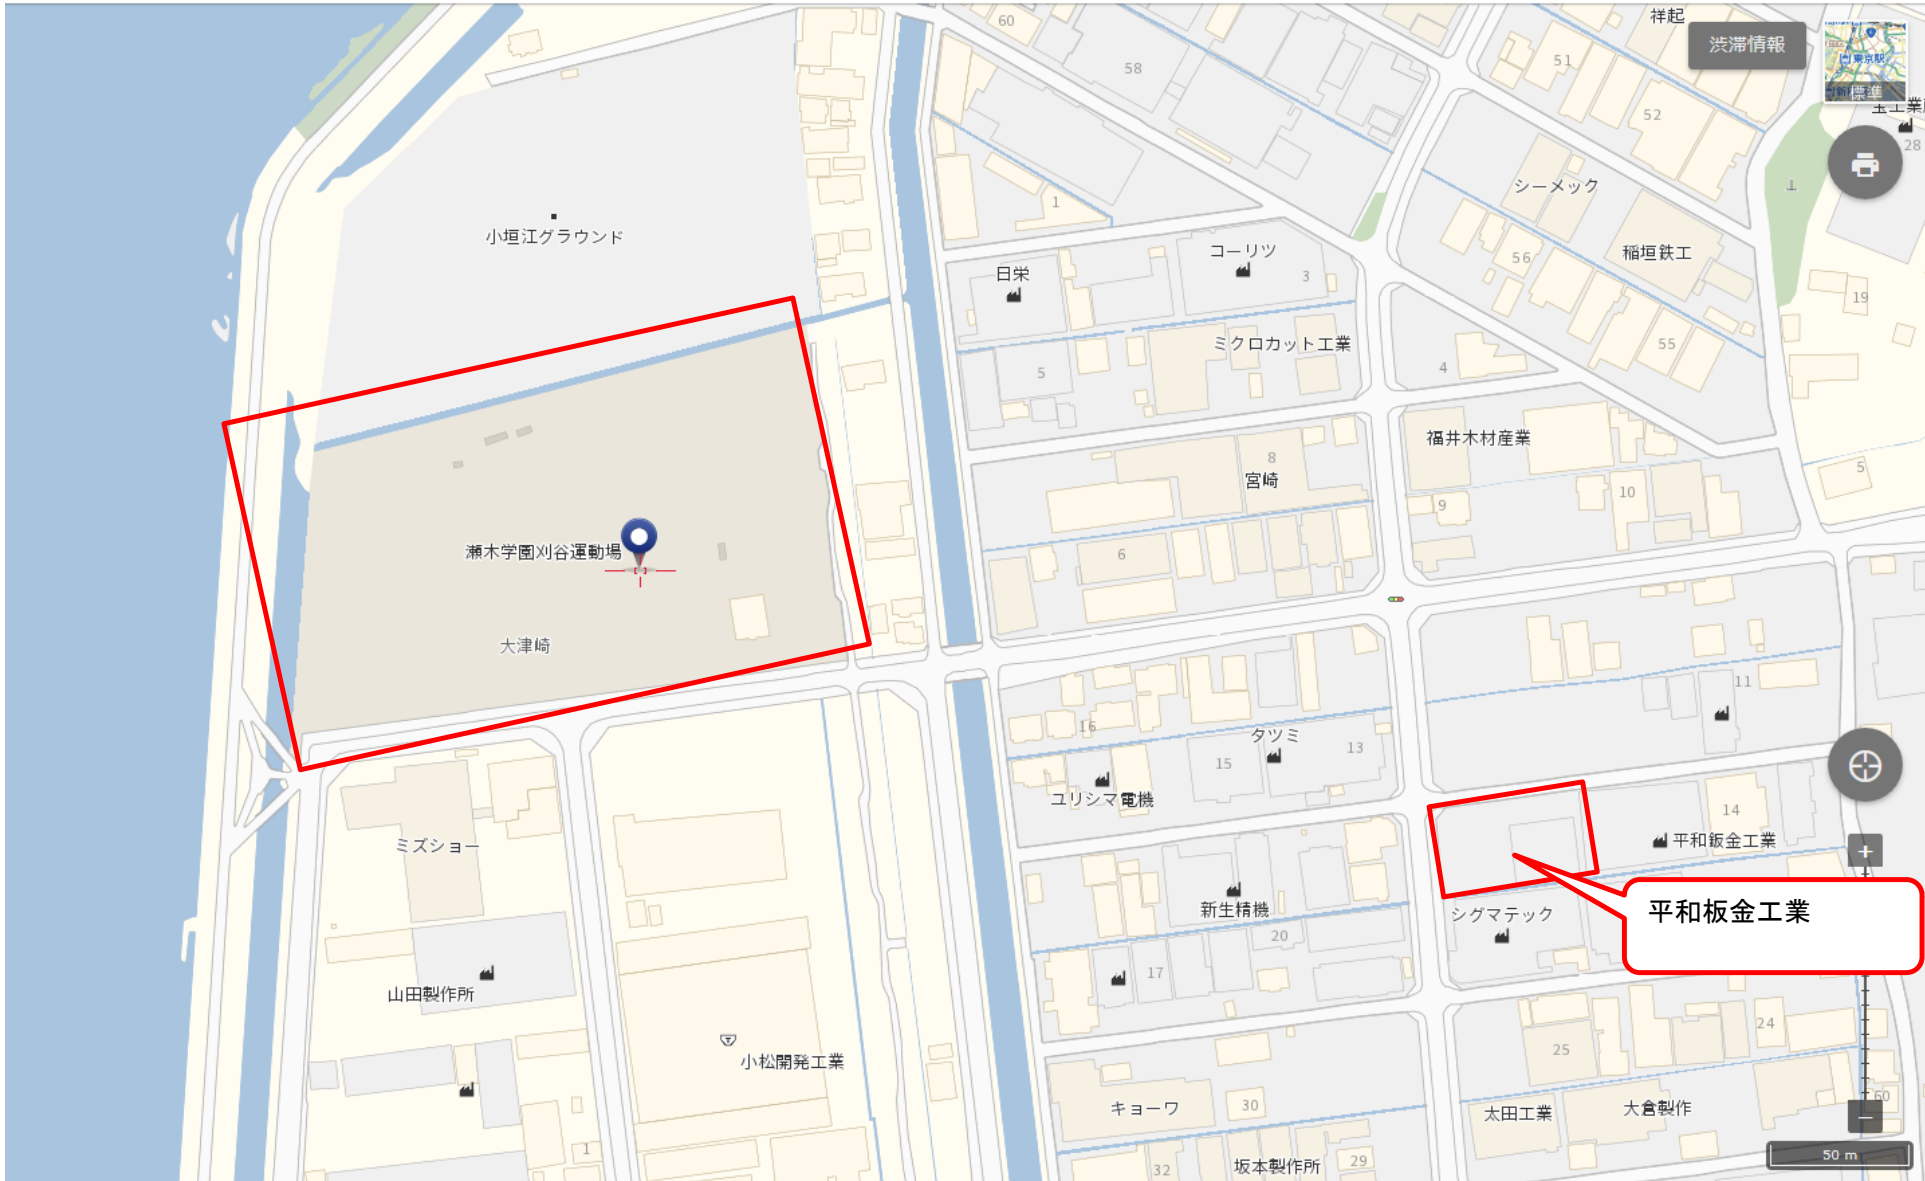 祥起
60
渋滞情報
51
58
標準
52
28
シーメック
1
小垣江グラウンド
コーリツ
稲垣鉄工
56
日栄
3
19
ミクロカット工業
55
4
5
福井木材産業
8
宮崎
5
10
9
瀬木学園刈谷運動場
6
大津崎
11
16
タツミ
13
15
ユリシマ電機
14
平和鈑金工業
ミズショー
新生精機
シグマテック
平和板金工業
20
17
山田製作所
24
25
小松開発工業
60
キョーワ
30
太田工業
大倉製作
1
坂本製作所
29
32
50 m